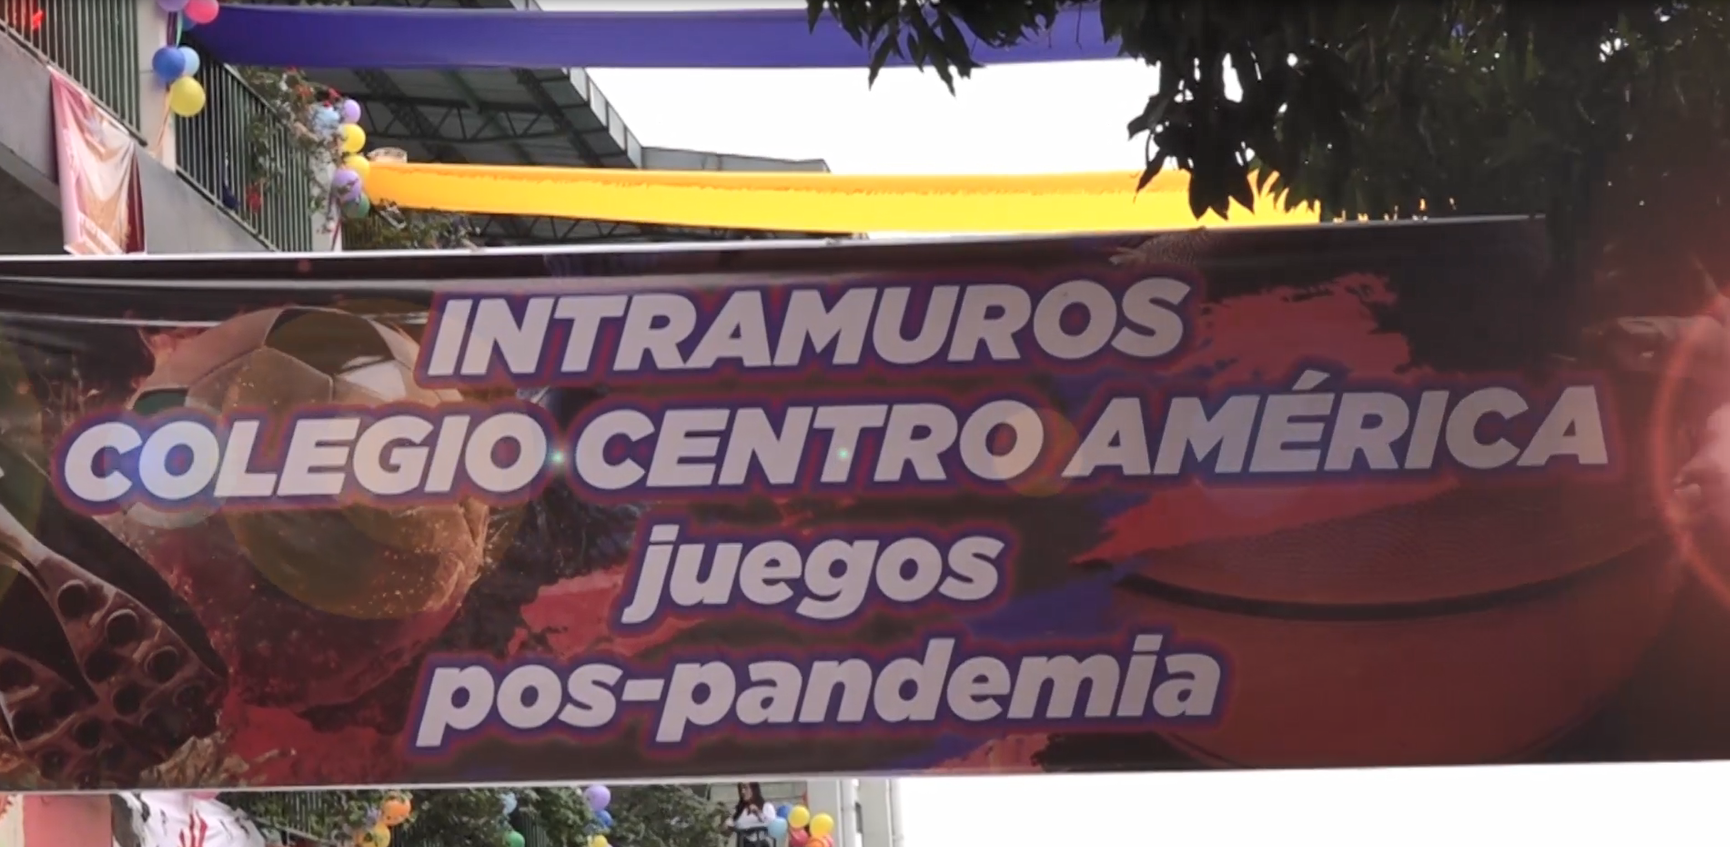 INTRAMUROS
COLEGIO CENTRO AMÉRICA
juegos
pos-pandemia